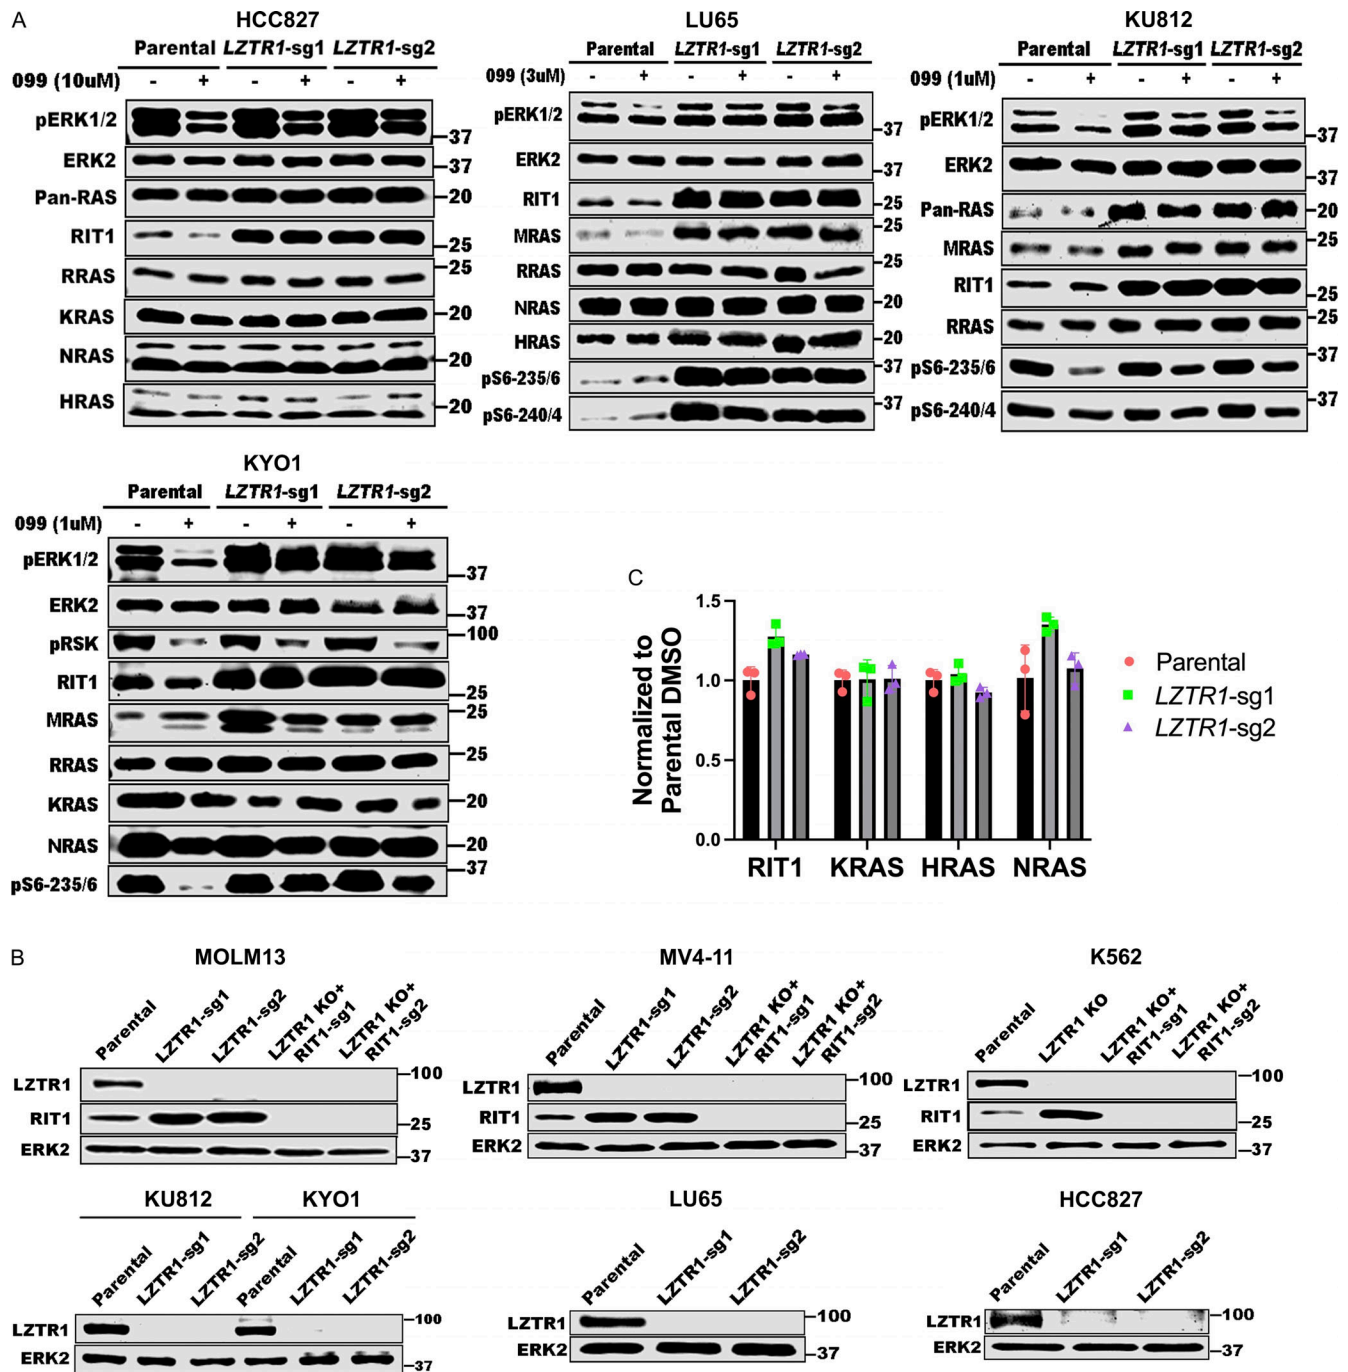 A
HCC827
Parental LZTR1-sg1 LZTR1-sg2
099 (10uM) - + - + - +
pERK1/2 -37
ERK2 -37
Pan-RAS -20
RIT1 -25
RRAS -25
KRAS -20
NRAS -20
HRAS -20
LU65
Parental LZTR1-sg1 LZTR1-sg2
099 (3uM) - + - + - +
pERK1/2 -37
ERK2 -37
RIT1 -25
MRAS -25
RRAS -25
NRAS -20
HRAS -20
pS6-235/6 -37
pS6-240/4 -37
KU812
Parental LZTR1-sg1 LZTR1-sg2
099 (1uM) - + - + - +
pERK1/2 -37
ERK2 -37
Pan-RAS -20
MRAS -25
RIT1 -25
RRAS -25
pS6-235/6 -37
pS6-240/4 -37
KYO1
Parental LZTR1-sg1 LZTR1-sg2
099 (1uM) - + - + - +
pERK1/2 -37
ERK2 -37
pRSK -100
RIT1 -25
MRAS -25
RRAS -25
KRAS -20
NRAS -20
pS6-235/6 -37
C
Normalized to
Parental DMSO
1.5
1.0
0.5
0.0
RIT1 KRAS HRAS NRAS
Parental
LZTR1-sg1
LZTR1-sg2
B
MOLM13
Parental
LZTR1-sg1
LZTR1-sg2
LZTR1 KO+
RIT1-sg1
LZTR1 KO+
RIT1-sg2
LZTR1 -100
RIT1 -25
ERK2 -37
MV4-11
Parental
LZTR1-sg1
LZTR1-sg2
LZTR1 KO+
RIT1-sg1
LZTR1 KO+
RIT1-sg2
LZTR1 -100
RIT1 -25
ERK2 -37
K562
Parental
LZTR1 KO
LZTR1 KO+
RIT1-sg1
LZTR1 KO+
RIT1-sg2
LZTR1 -100
RIT1 -25
ERK2 -37
KU812 KYO1
Parental
LZTR1-sg1
LZTR1-sg2
Parental
LZTR1-sg1
LZTR1-sg2
LZTR1 -100
ERK2 -37
LU65
Parental
LZTR1-sg1
LZTR1-sg2
LZTR1 -100
ERK2 -37
HCC827
Parental
LZTR1-sg1
LZTR1-sg2
LZTR1 -100
ERK2 -37